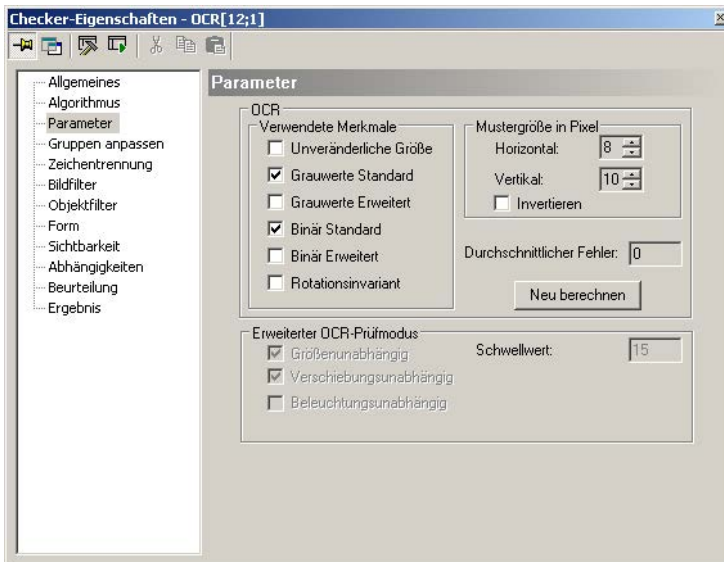 Checker-Eigenschaften - OCR[12;1]
Allgemeines
Algorithmus
Parameter
Gruppen anpassen
Zeichentrennung
Bildfilter
Objektfilter
Form
Sichtbarkeit
Abhängigkeiten
Beurteilung
Ergebnis
Parameter
OCR
Verwendete Merkmale
Unveränderliche Größe
Grauwerte Standard
Grauwerte Erweitert
Binär Standard
Binär Erweitert
Rotationsinvariant
Mustergröße in Pixel
Horizontal: 8
Vertikal: 10
Invertieren
Durchschnittlicher Fehler: 0
Neu berechnen
Erweiterter OCR-Prüfmodus
Größenunabhängig
Verschiebungsunabhängig
Beleuchtungsunabhängig
Schwellwert: 15